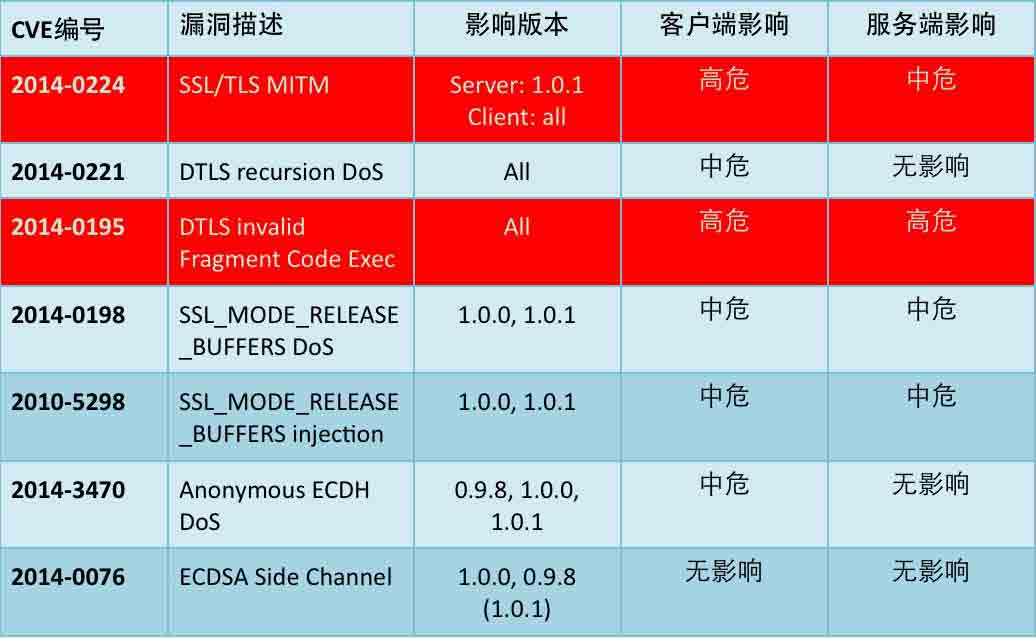 CVE编号 漏洞描述 影响版本 客户端影响 服务端影响
2014-0224 SSL/TLS MITM Server: 1.0.1 高危 中危
Client: all
2014-0221 DTLS recursion DoS All 中危 无影响
2014-0195 DTLS invalid All 高危 高危
Fragment Code Exec
2014-0198 SSL_MODE_RELEASE 1.0.0, 1.0.1 中危 中危
_BUFFERS DoS
2010-5298 SSL_MODE_RELEASE 1.0.0, 1.0.1 中危 中危
_BUFFERS injection
2014-3470 Anonymous ECDH 0.9.8, 1.0.0, 中危 无影响
DoS 1.0.1
2014-0076 ECDSA Side Channel 1.0.0, 0.9.8 无影响 无影响
(1.0.1)